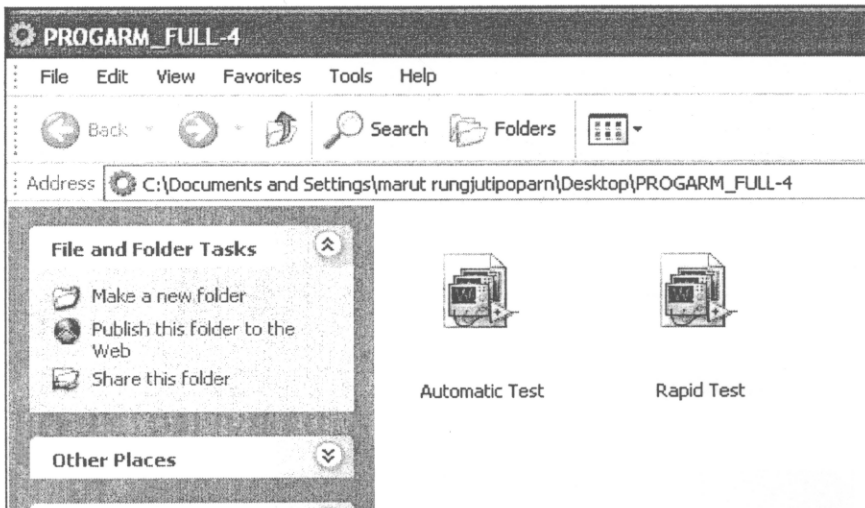 PROGARM_FULL-4
File Edit View Favorites Tools Help
Back Search Folders
Address C:\Documents and Settings\marut rungjutipoparn\Desktop\PROGARM_FULL-4
File and Folder Tasks
Make a new folder
Publish this folder to the
Web
Share this folder
Other Places
Automatic Test Rapid Test